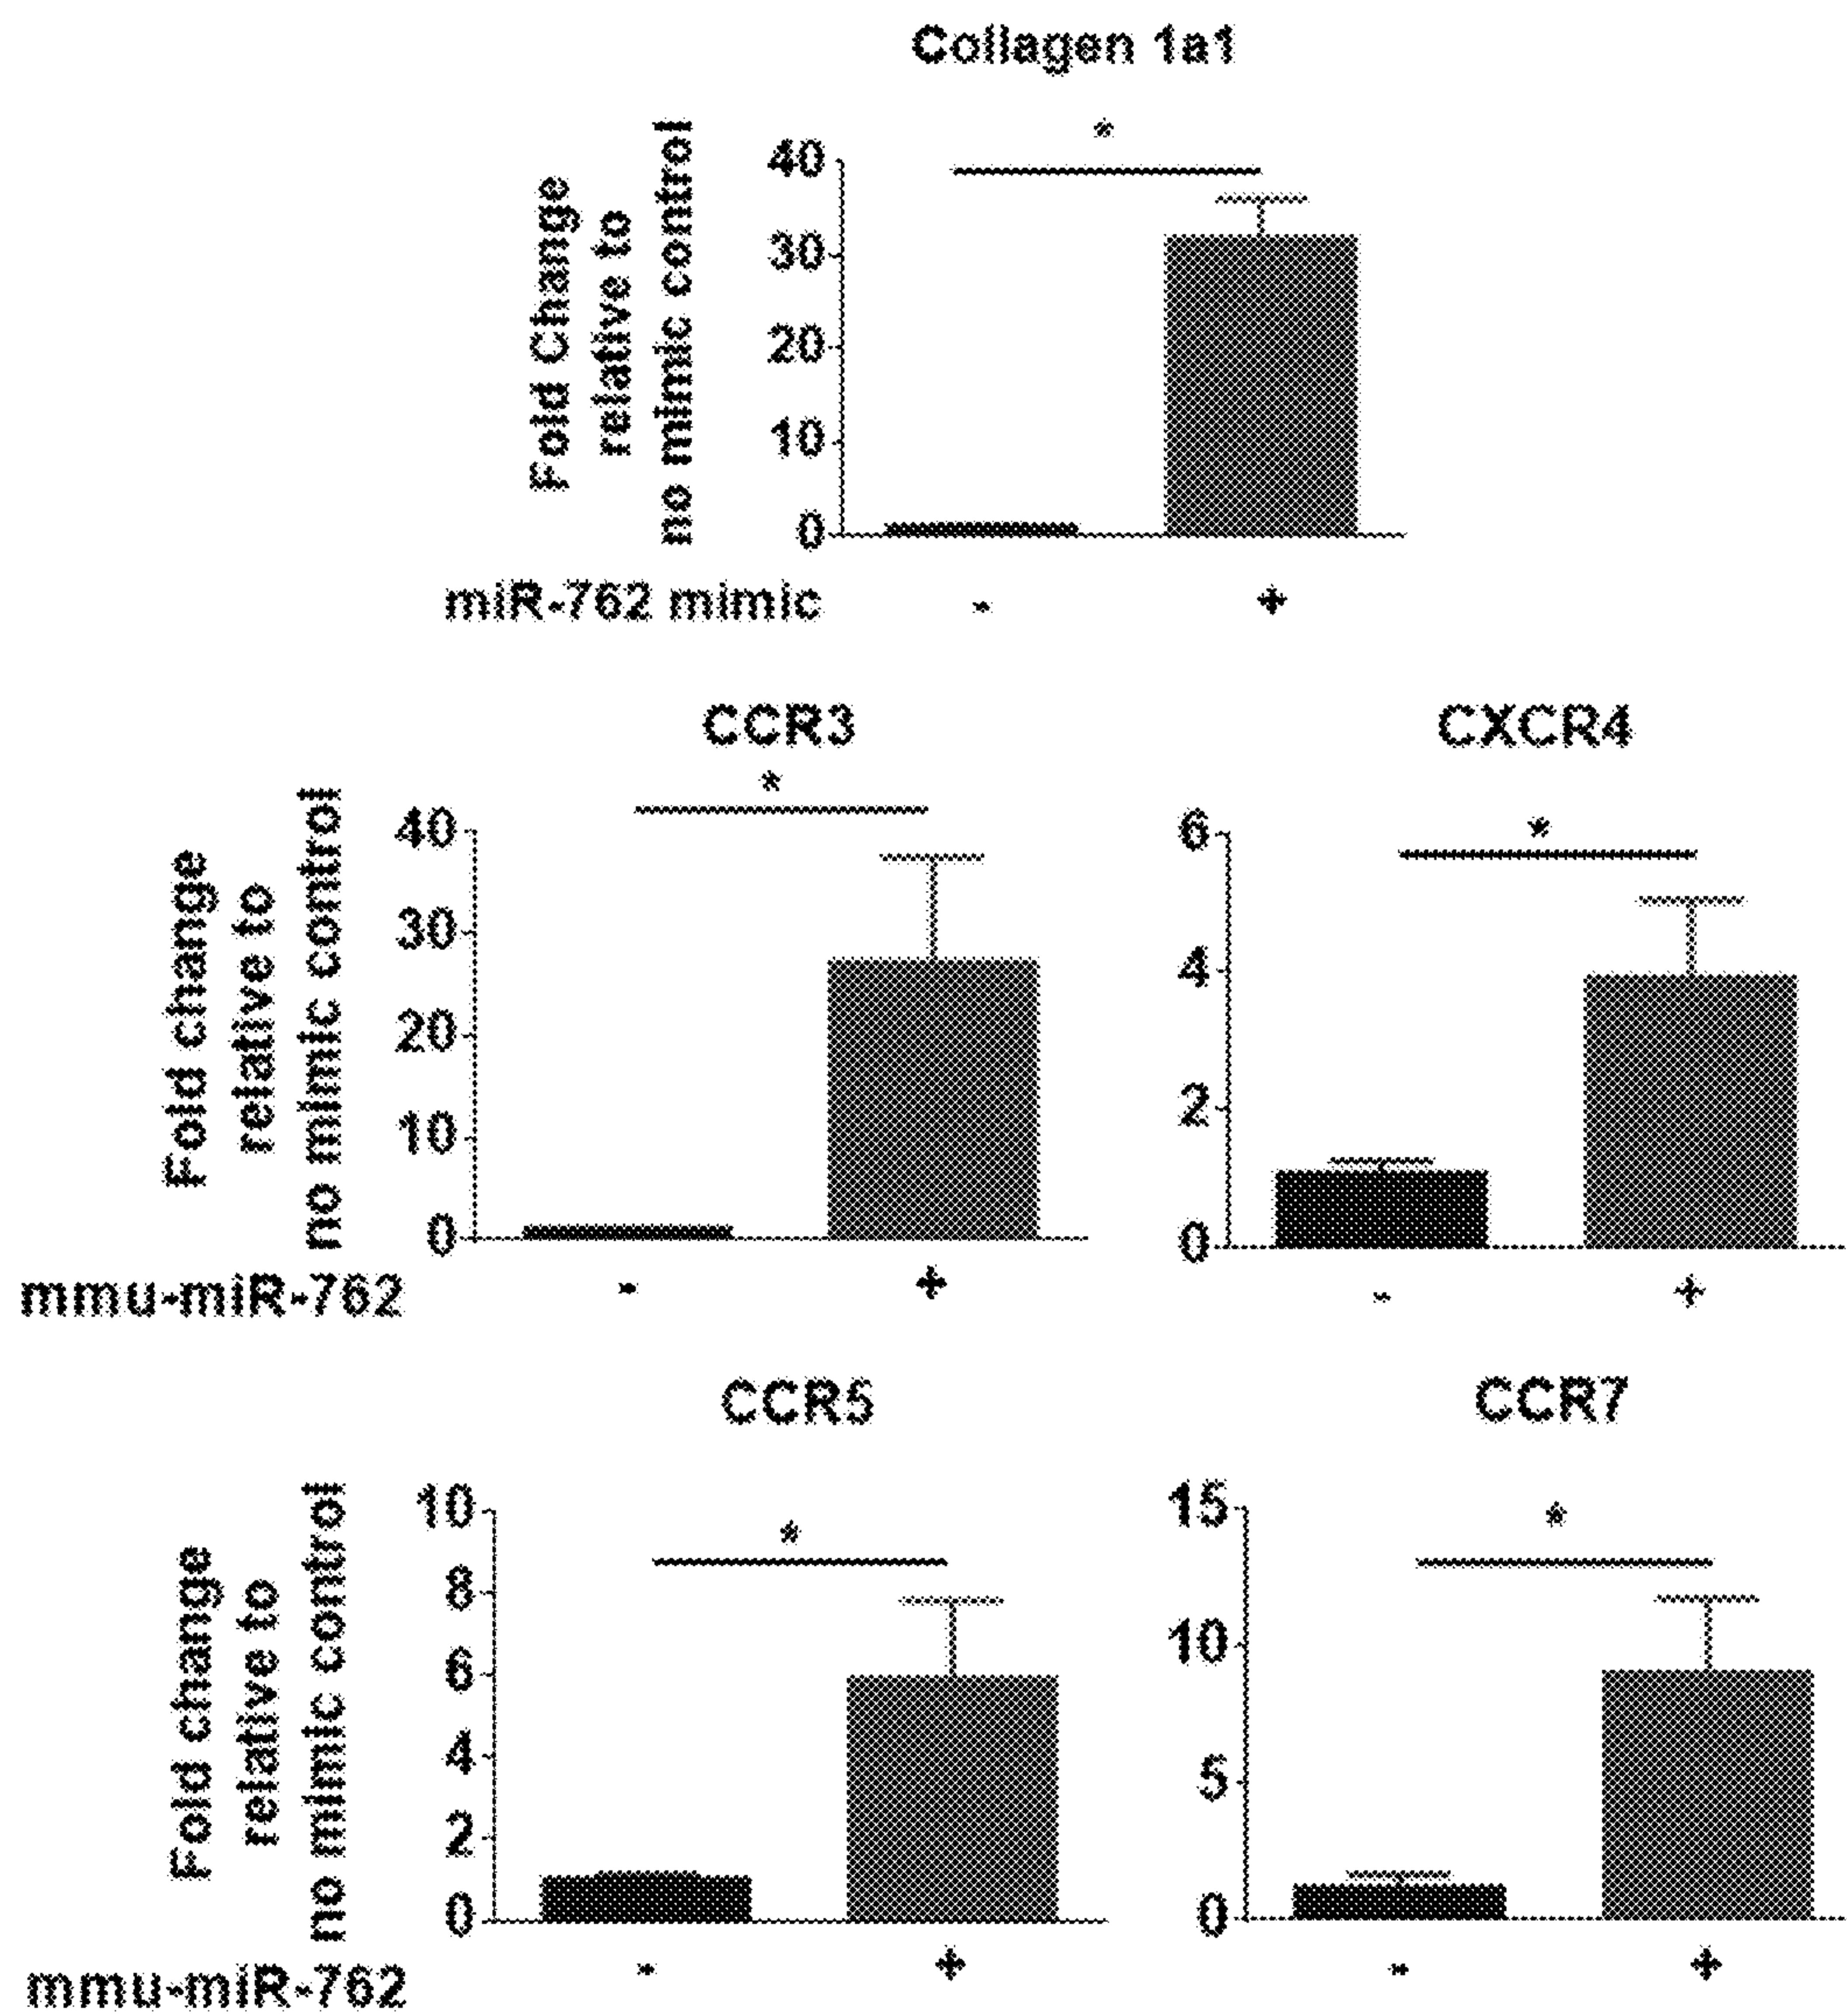 Collagen 1a1
*
Fold Change
relative to
no mimic control
40
30
20
10
0
miR-762 mimic - +
CCR3
*
Fold change
relative to
no mimic control
40
30
20
10
0
mmu-miR-762 - +
CXCR4
*
6
4
2
0
- +
CCR5
*
Fold change
relative to
no mimic control
10
8
6
4
2
0
mmu-miR-762 - +
CCR7
*
15
10
5
0
- +